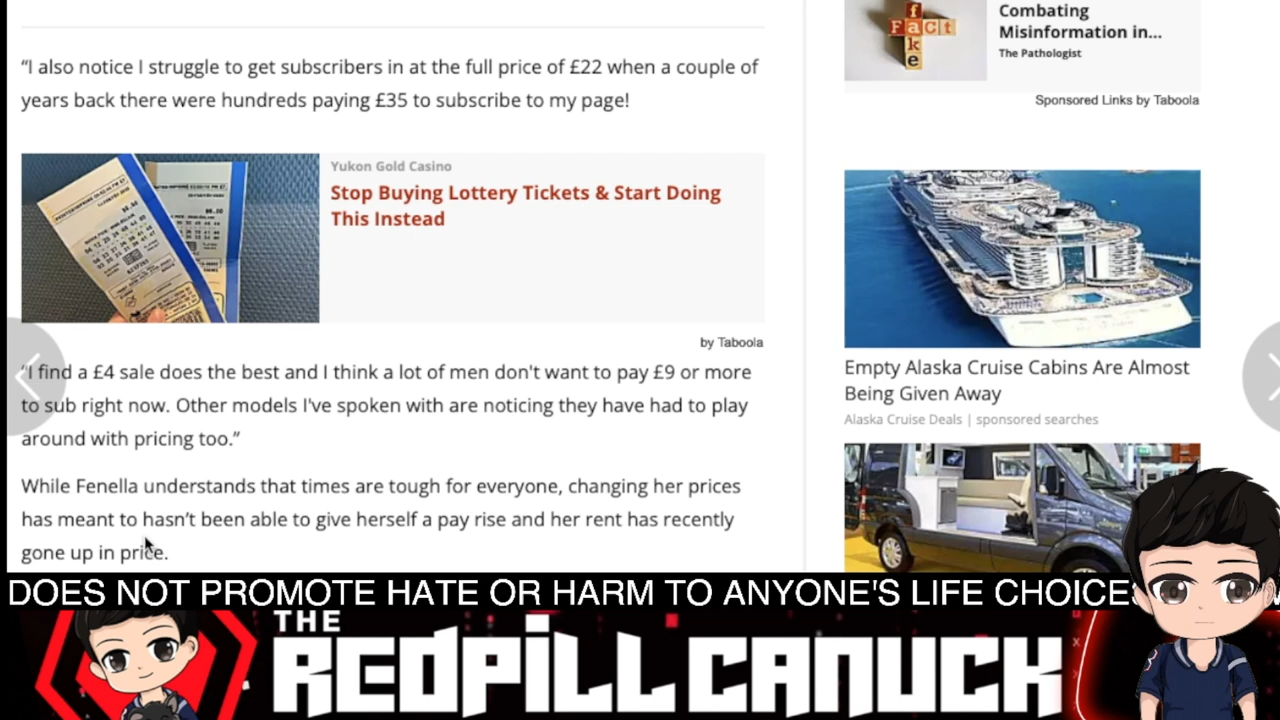 Combating
Misinformation in...
The Pathologist
Sponsored Links by Taboola
“I also notice I struggle to get subscribers in at the full price of £22 when a couple of
years back there were hundreds paying £35 to subscribe to my page!
Yukon Gold Casino
Stop Buying Lottery Tickets & Start Doing
This Instead
by Taboola
“I find a £4 sale does the best and I think a lot of men don't want to pay £9 or more
to sub right now. Other models I've spoken with are noticing they have had to play
around with pricing too.”
While Fenella understands that times are tough for everyone, changing her prices
has meant to hasn’t been able to give herself a pay rise and her rent has recently
gone up in price.
FACt
fake
Empty Alaska Cruise Cabins Are Almost
Being Given Away
Alaska Cruise Deals | sponsored searches
DOES NOT PROMOTE HATE OR HARM TO ANYONE'S LIFE CHOICE
THE
REDPILL CANUCK